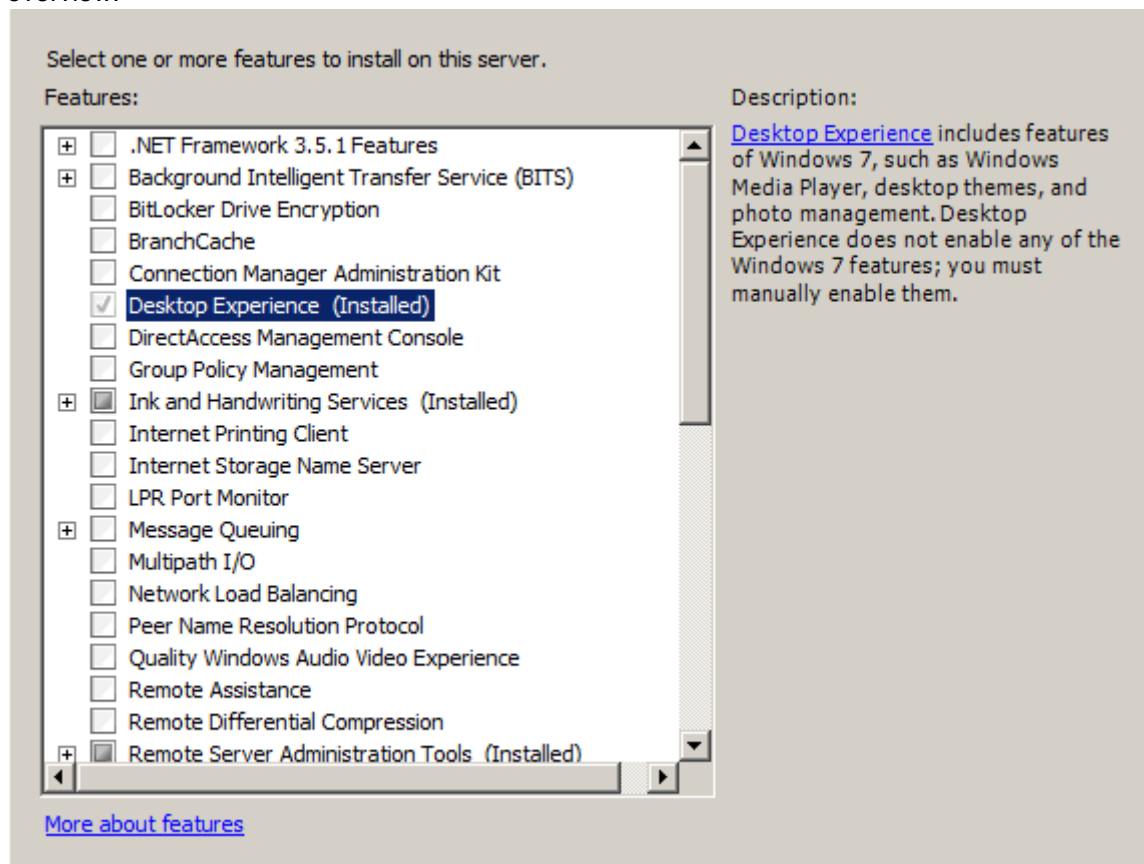 Select one or more features to install on this server.
Features:
.NET Framework 3.5.1 Features
Background Intelligent Transfer Service (BITS)
BitLocker Drive Encryption
BranchCache
Connection Manager Administration Kit
Desktop Experience (Installed)
DirectAccess Management Console
Group Policy Management
Ink and Handwriting Services (Installed)
Internet Printing Client
Internet Storage Name Server
LPR Port Monitor
Message Queuing
Multipath I/O
Network Load Balancing
Peer Name Resolution Protocol
Quality Windows Audio Video Experience
Remote Assistance
Remote Differential Compression
Remote Server Administration Tools (Installed)
More about features
Description:
Desktop Experience includes features
of Windows 7, such as Windows
Media Player, desktop themes, and
photo management. Desktop
Experience does not enable any of the
Windows 7 features; you must
manually enable them.